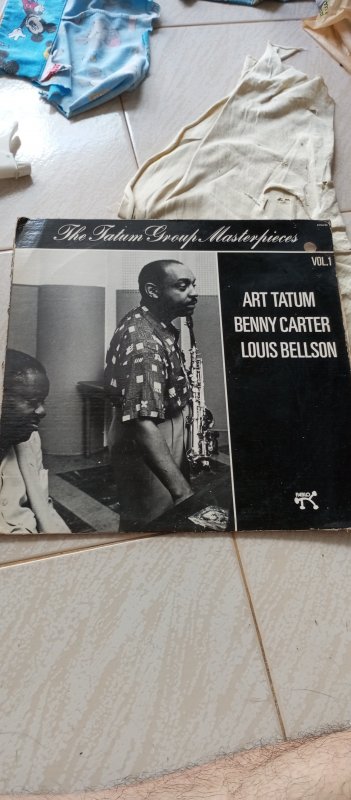 The Tatum Group Masterpieces
VOL.1
ART TATUM
BENNY CARTER
LOUIS BELLSON
PABLO